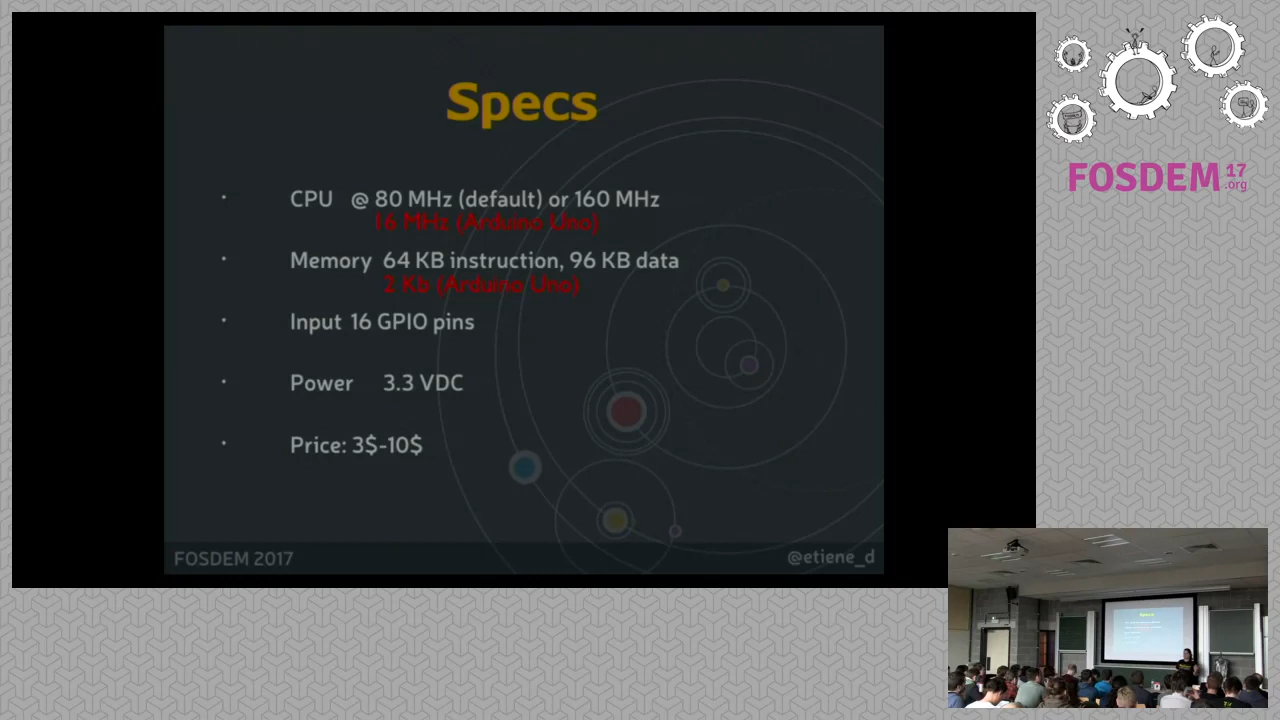 Specs
CPU @ 80 MHz (default) or 160 MHz
16 MHz (Arduino Uno)
Memory 64 KB instruction, 96 KB data
2 Kb (Arduino Uno)
Input 16 GPIO pins
Power 3.3 VDC
Price: 3$-10$
FOSDEM 2017
@etiene_d
FOSDEM 17
.org